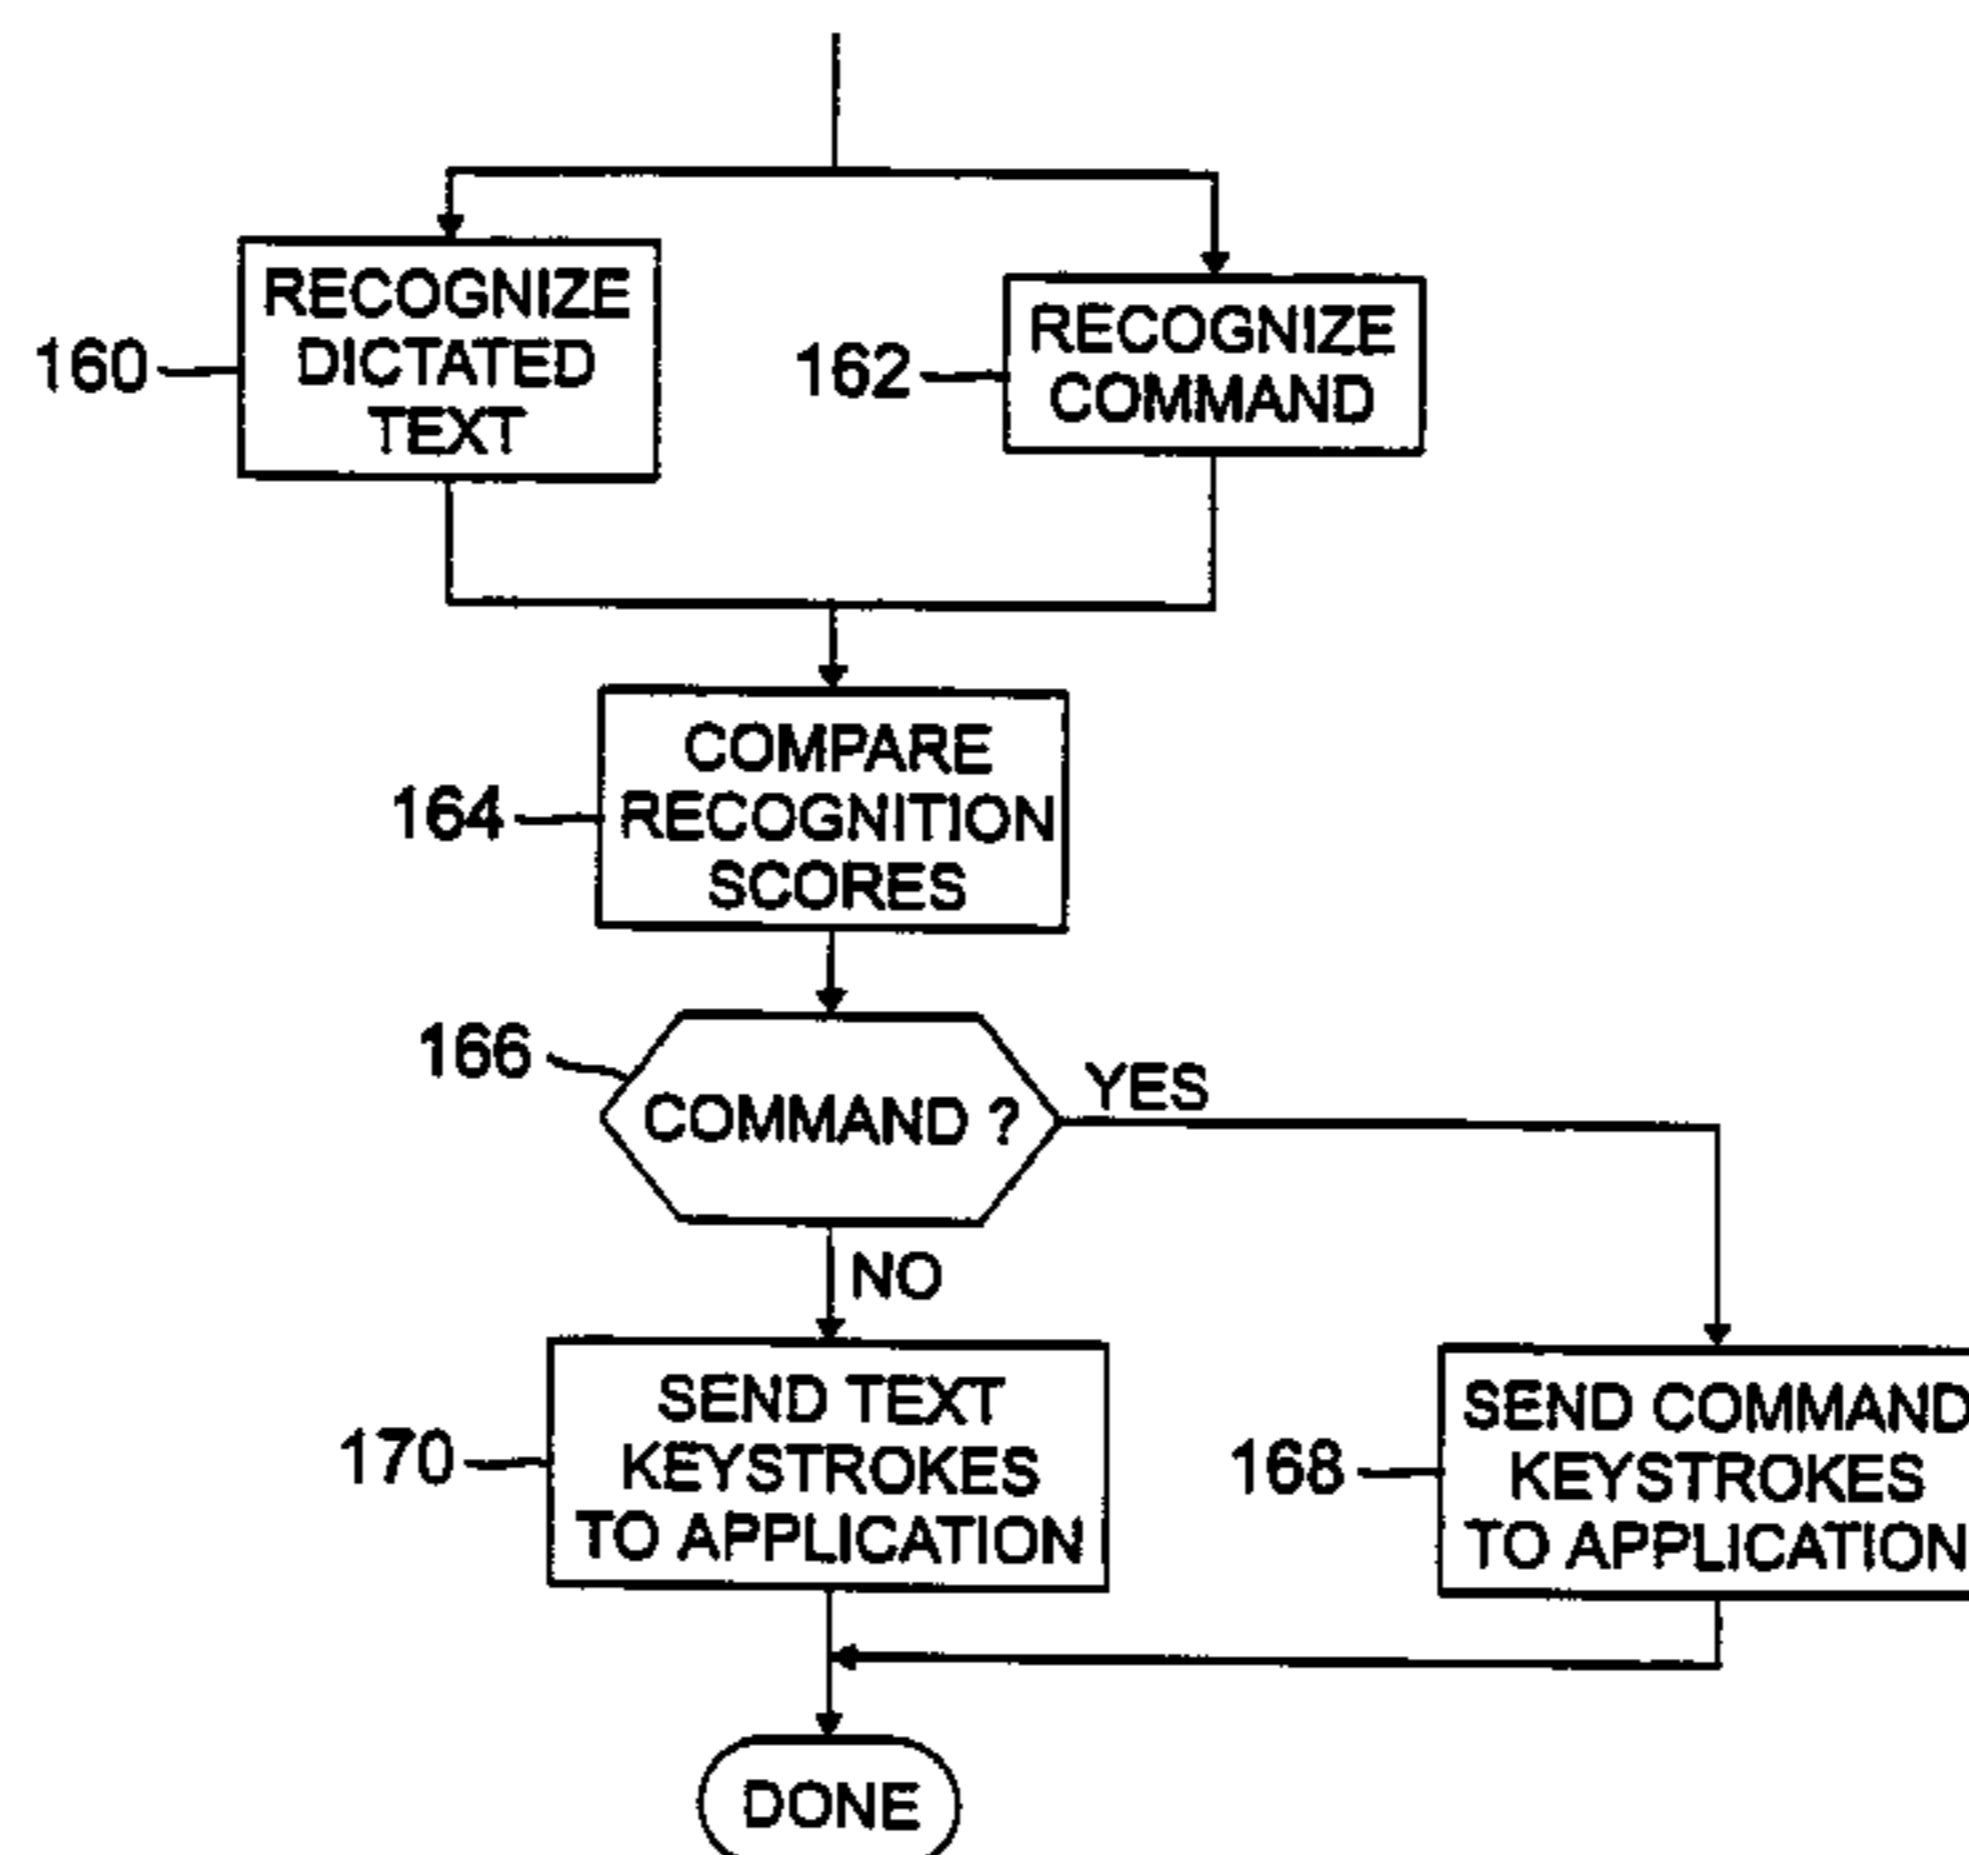 RECOGNIZE
DICTATED
TEXT
160
RECOGNIZE
COMMAND
162
COMPARE
RECOGNITION
SCORES
164
166
COMMAND ?
YES
NO
SEND TEXT
KEYSTROKES
TO APPLICATION
170
SEND COMMAND
KEYSTROKES
TO APPLICATION
168
DONE